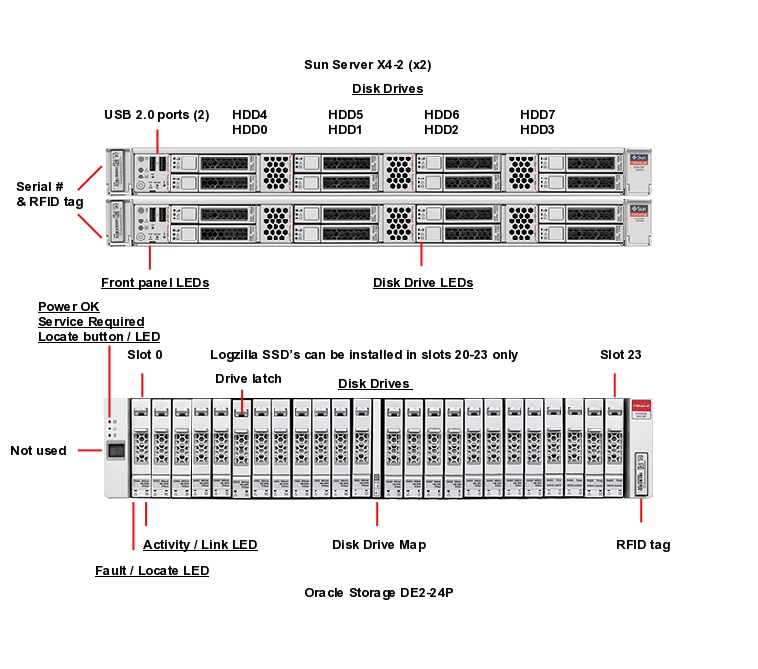 Sun Server X4-2 (x2)
Disk Drives
USB 2.0 ports (2)
HDD4 HDD5 HDD6 HDD7
HDD0 HDD1 HDD2 HDD3
Serial #
& RFID tag
Sun
Front panel LEDs
Disk Drive LEDs
Power OK
Service Required
Locate button / LED
Slot 0
Logzilla SSD's can be installed in slots 20-23 only
Slot 23
Drive latch
Disk Drives
Not used
Activity / Link LED
Disk Drive Map
RFID tag
Fault / Locate LED
Oracle Storage DE2-24P